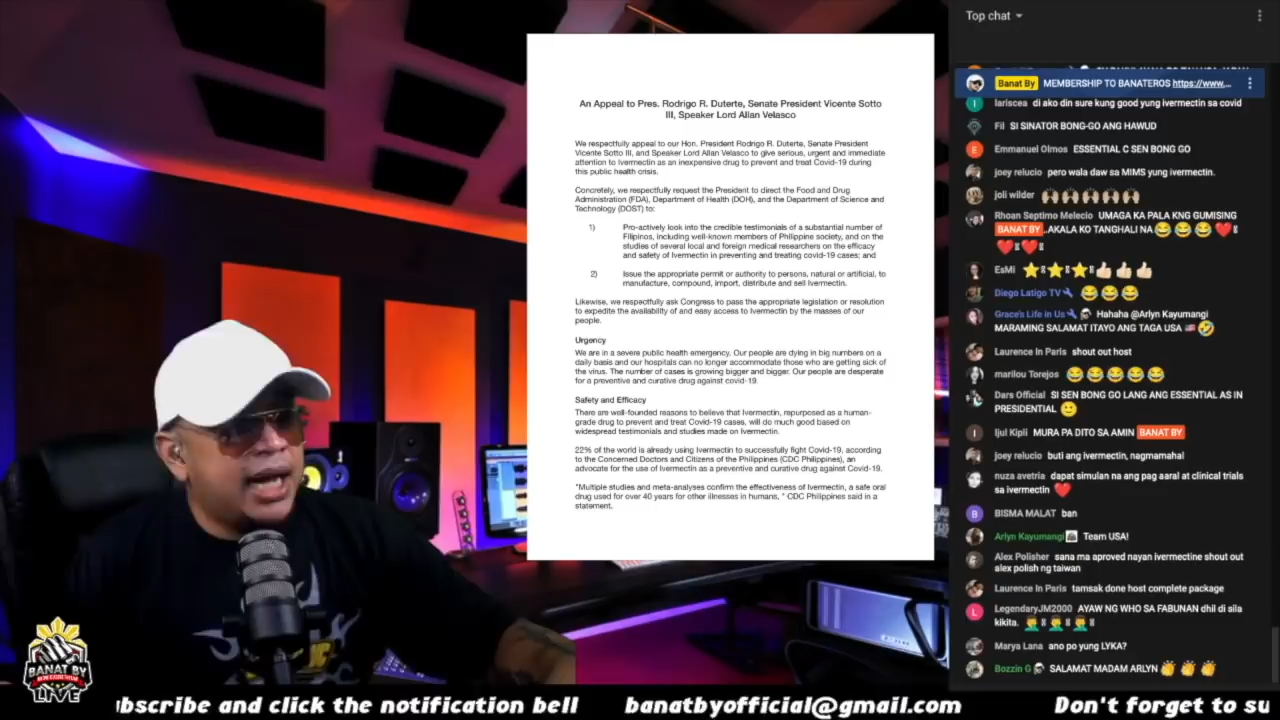 An Appeal to Pres. Rodrigo R. Duterte, Senate President Vicente Sotto
III, Speaker Lord Allan Velasco
We respectfully appeal to our Hon. President Rodrigo R. Duterte, Senate President
Vicente Sotto III, and Speaker Lord Allan Velasco to give serious, urgent and immediate
attention to Ivermectin as an inexpensive drug to prevent and treat Covid-19 during
this public health crisis.
Concretely, we respectfully request the President to direct the Food and Drug
Administration (FDA), Department of Health (DOH), and the Department of Science and
Technology (DOST) to:
1) Pro-actively look into the credible testimonials of a substantial number of
Filipinos, including well-known members of Philippine society, and on the
studies of several local and foreign medical researchers on the efficacy
and safety of Ivermectin in preventing and treating covid-19 cases; and
2) Issue the appropriate permit or authority to persons, natural or artificial, to
manufacture, compound, import, distribute and sell Ivermectin.
Likewise, we respectfully ask Congress to pass the appropriate legislation or resolution
to expedite the availability of and easy access to Ivermectin by the masses of our
people.
Urgency
We are in a severe public health emergency. Our people are dying in big numbers on a
daily basis and our hospitals can no longer accommodate those who are getting sick of
the virus. The number of cases is growing bigger and bigger. Our people are desperate
for a preventive and curative drug against covid-19.
Safety and Efficacy
There are well-founded reasons to believe that Ivermectin, repurposed as a human-
grade drug to prevent and treat Covid-19 cases, will do much good based on
widespread testimonials and studies made on Ivermectin.
22% of the world is already using Ivermectin to successfully fight Covid-19, according
to the Concerned Doctors and Citizens of the Philippines (CDC Philippines), an
advocate for the use of Ivermectin as a preventive and curative drug against Covid-19.
"Multiple studies and meta-analyses confirm the effectiveness of Ivermectin, a safe oral
drug used for over 40 years for other illnesses in humans, " CDC Philippines said in a
statement.
Top chat
Banat By MEMBERSHIP TO BANATEROS https://www,...
lariscea di ako din sure kung good yung ivermectin sa covid
Fil SI SINATOR BONG-GO ANG HAWUD
Emmanuel Olmos ESSENTIAL C SEN BONG GO
joey relucio pero wala daw sa MIMS yung ivermectin.
joli wilder 🙌🏼🙌🏼🙌🏼🙌🏼🙌🏼
Rhoan Septimo Melecio UMAGA KA PALA KNG GUMISING
BANAT BY..AKALA KO TANGHALI NA😂😂😂❤️
❤️❤️
EsMi ⭐⭐⭐👍🏻👍🏻👍🏻
Diego Latigo TV 😂😂😂
Grace's Life in Us Hahaha @Arlyn Kayumangi
MARAMING SALAMAT ITAYO ANG TAGA USA 🇺🇸🤣
Laurence In Paris shout out host
marilou Torejos 😂😂😂😂😂
Dars Official SI SEN BONG GO LANG ANG ESSENTIAL AS IN
PRESIDENTIAL 🙂
Ijul Kipli MURA PA DITO SA AMIN BANAT BY
joey relucio buti ang ivermectin, nagmamahal
nuza avetria dapat simulan na ang pag aaral at clinical trials
sa ivermectin ❤️
BISMA MALAT ban
Arlyn Kayumangi Team USA!
Alex Polisher sana ma aproved nayan ivermectine shout out
alex polish ng taiwan
Laurence In Paris tamsak done host complete package
LegendaryJM2000 AYAW NG WHO SA FABUNAN dhil di sila
kikita.
Marya Lana ano po yung LYKA?
Bozzin G SALAMAT MADAM ARLYN 👏👏👏
BANAT BY
LIVE
bscribe and click the notification bell banatbyofficial@gmail.com Don't forget to su